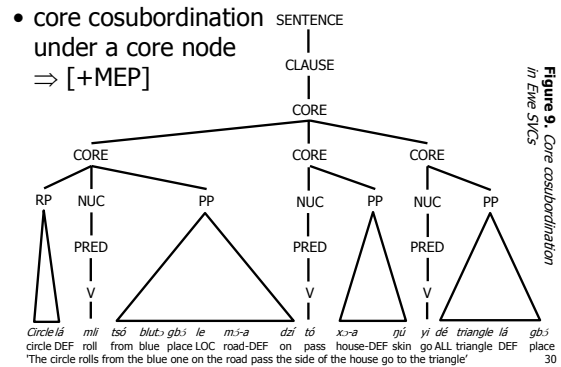 • core cosubordination
under a core node
⇒ [+MEP]
SENTENCE
CLAUSE
CORE
CORE CORE CORE
RP NUC PP NUC PP NUC PP
PRED PRED PRED
V V V
Circle lá mli tsó blutɔ gbɔ́ le mɔ́-a dzí tó xɔ-a ŋú yi dé triangle lá gbɔ́
circle DEF roll from blue place LOC road-DEF on pass house-DEF skin go ALL triangle DEF place
'The circle rolls from the blue one on the road pass the side of the house go to the triangle'
Figure 9. Core cosubordination
in Ewe SVCs
30